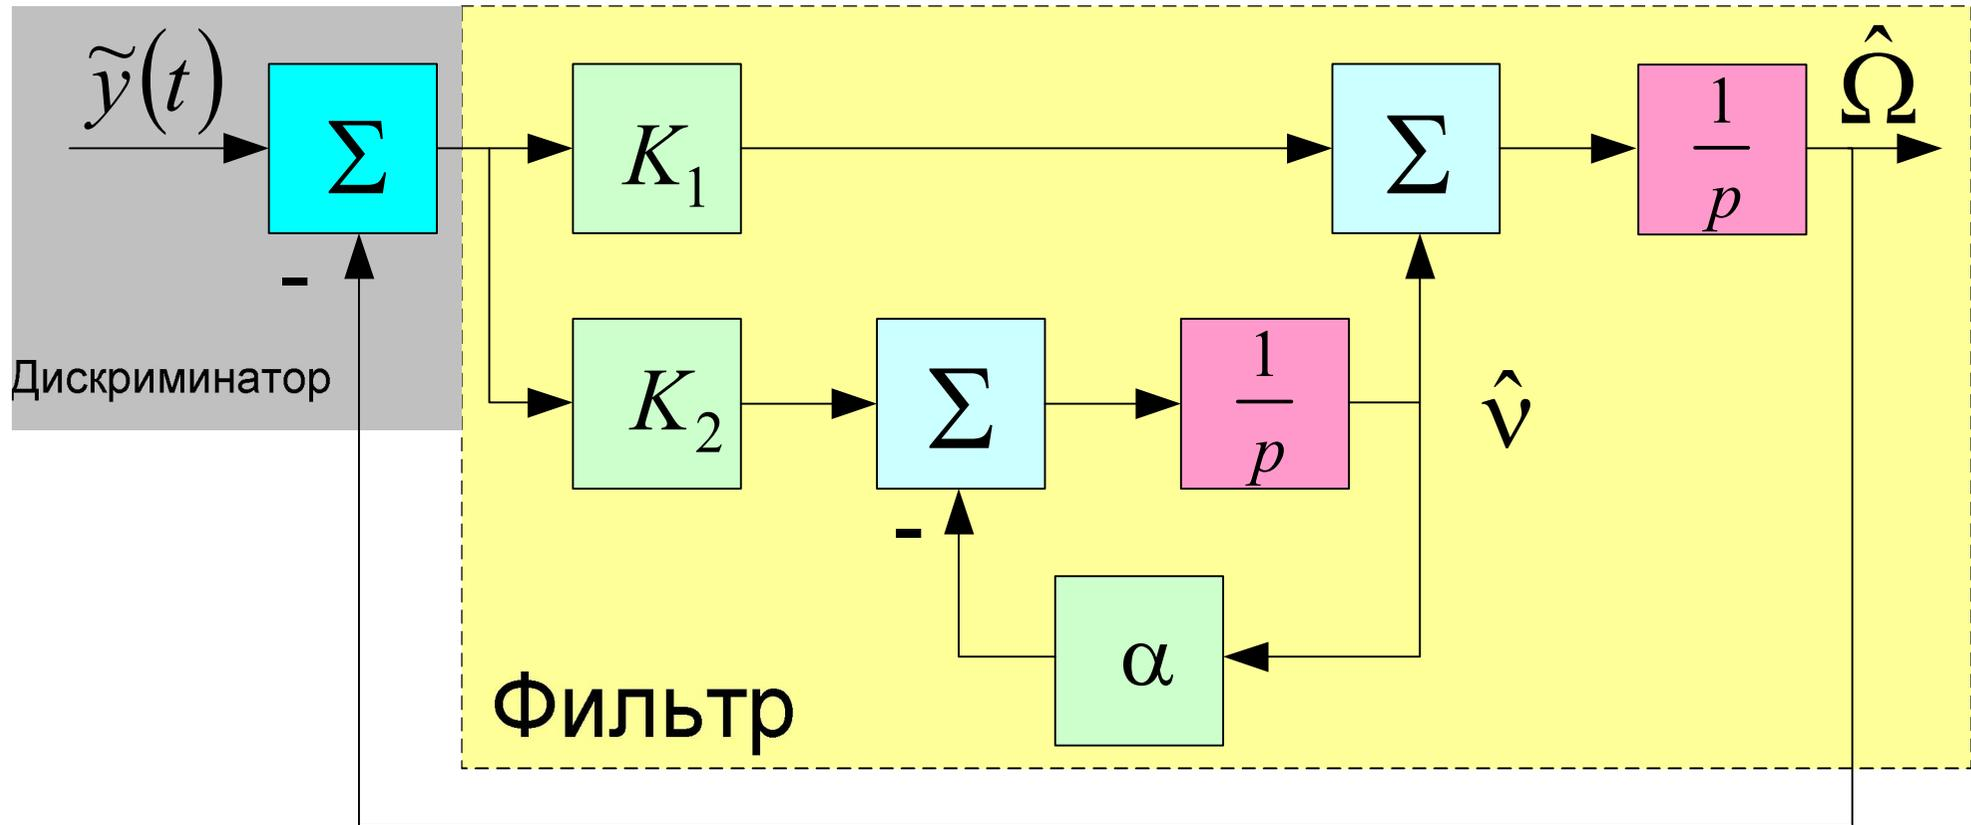 ỹ(t)
Σ
K₁
Σ
1
p
Ω̂
-
Дискриминатор
K₂
Σ
1
p
ν̂
-
α
Фильтр